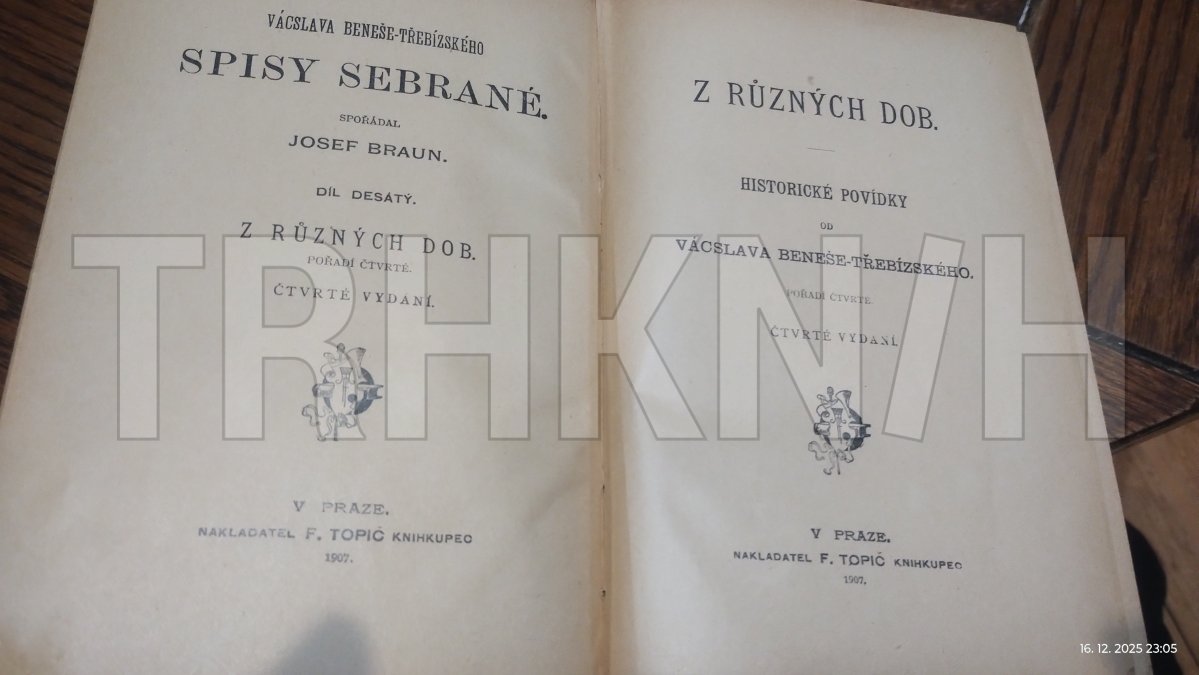 VÁCSLAVA BENEŠE-TŘEBÍZSKÉHO
SPISY SEBRANÉ.
SPOŘÁDAL
JOSEF BRAUN.
DÍL DESÁTÝ.
Z RŮZNÝCH DOB.
POŘADÍ ČTVRTÉ.
ČTVRTÉ VYDÁNÍ.
V PRAZE.
NAKLADATEL F. TOPIČ KNIHKUPEC
1907.
Z RŮZNÝCH DOB.
HISTORICKÉ POVÍDKY
OD
VÁCSLAVA BENEŠE-TŘEBÍZSKÉHO.
POŘADÍ ČTVRTÉ.
ČTVRTÉ VYDÁNÍ.
V PRAZE.
NAKLADATEL F. TOPIČ KNIHKUPEC
1907.
TRHKN/H
16. 12. 2025 23:05